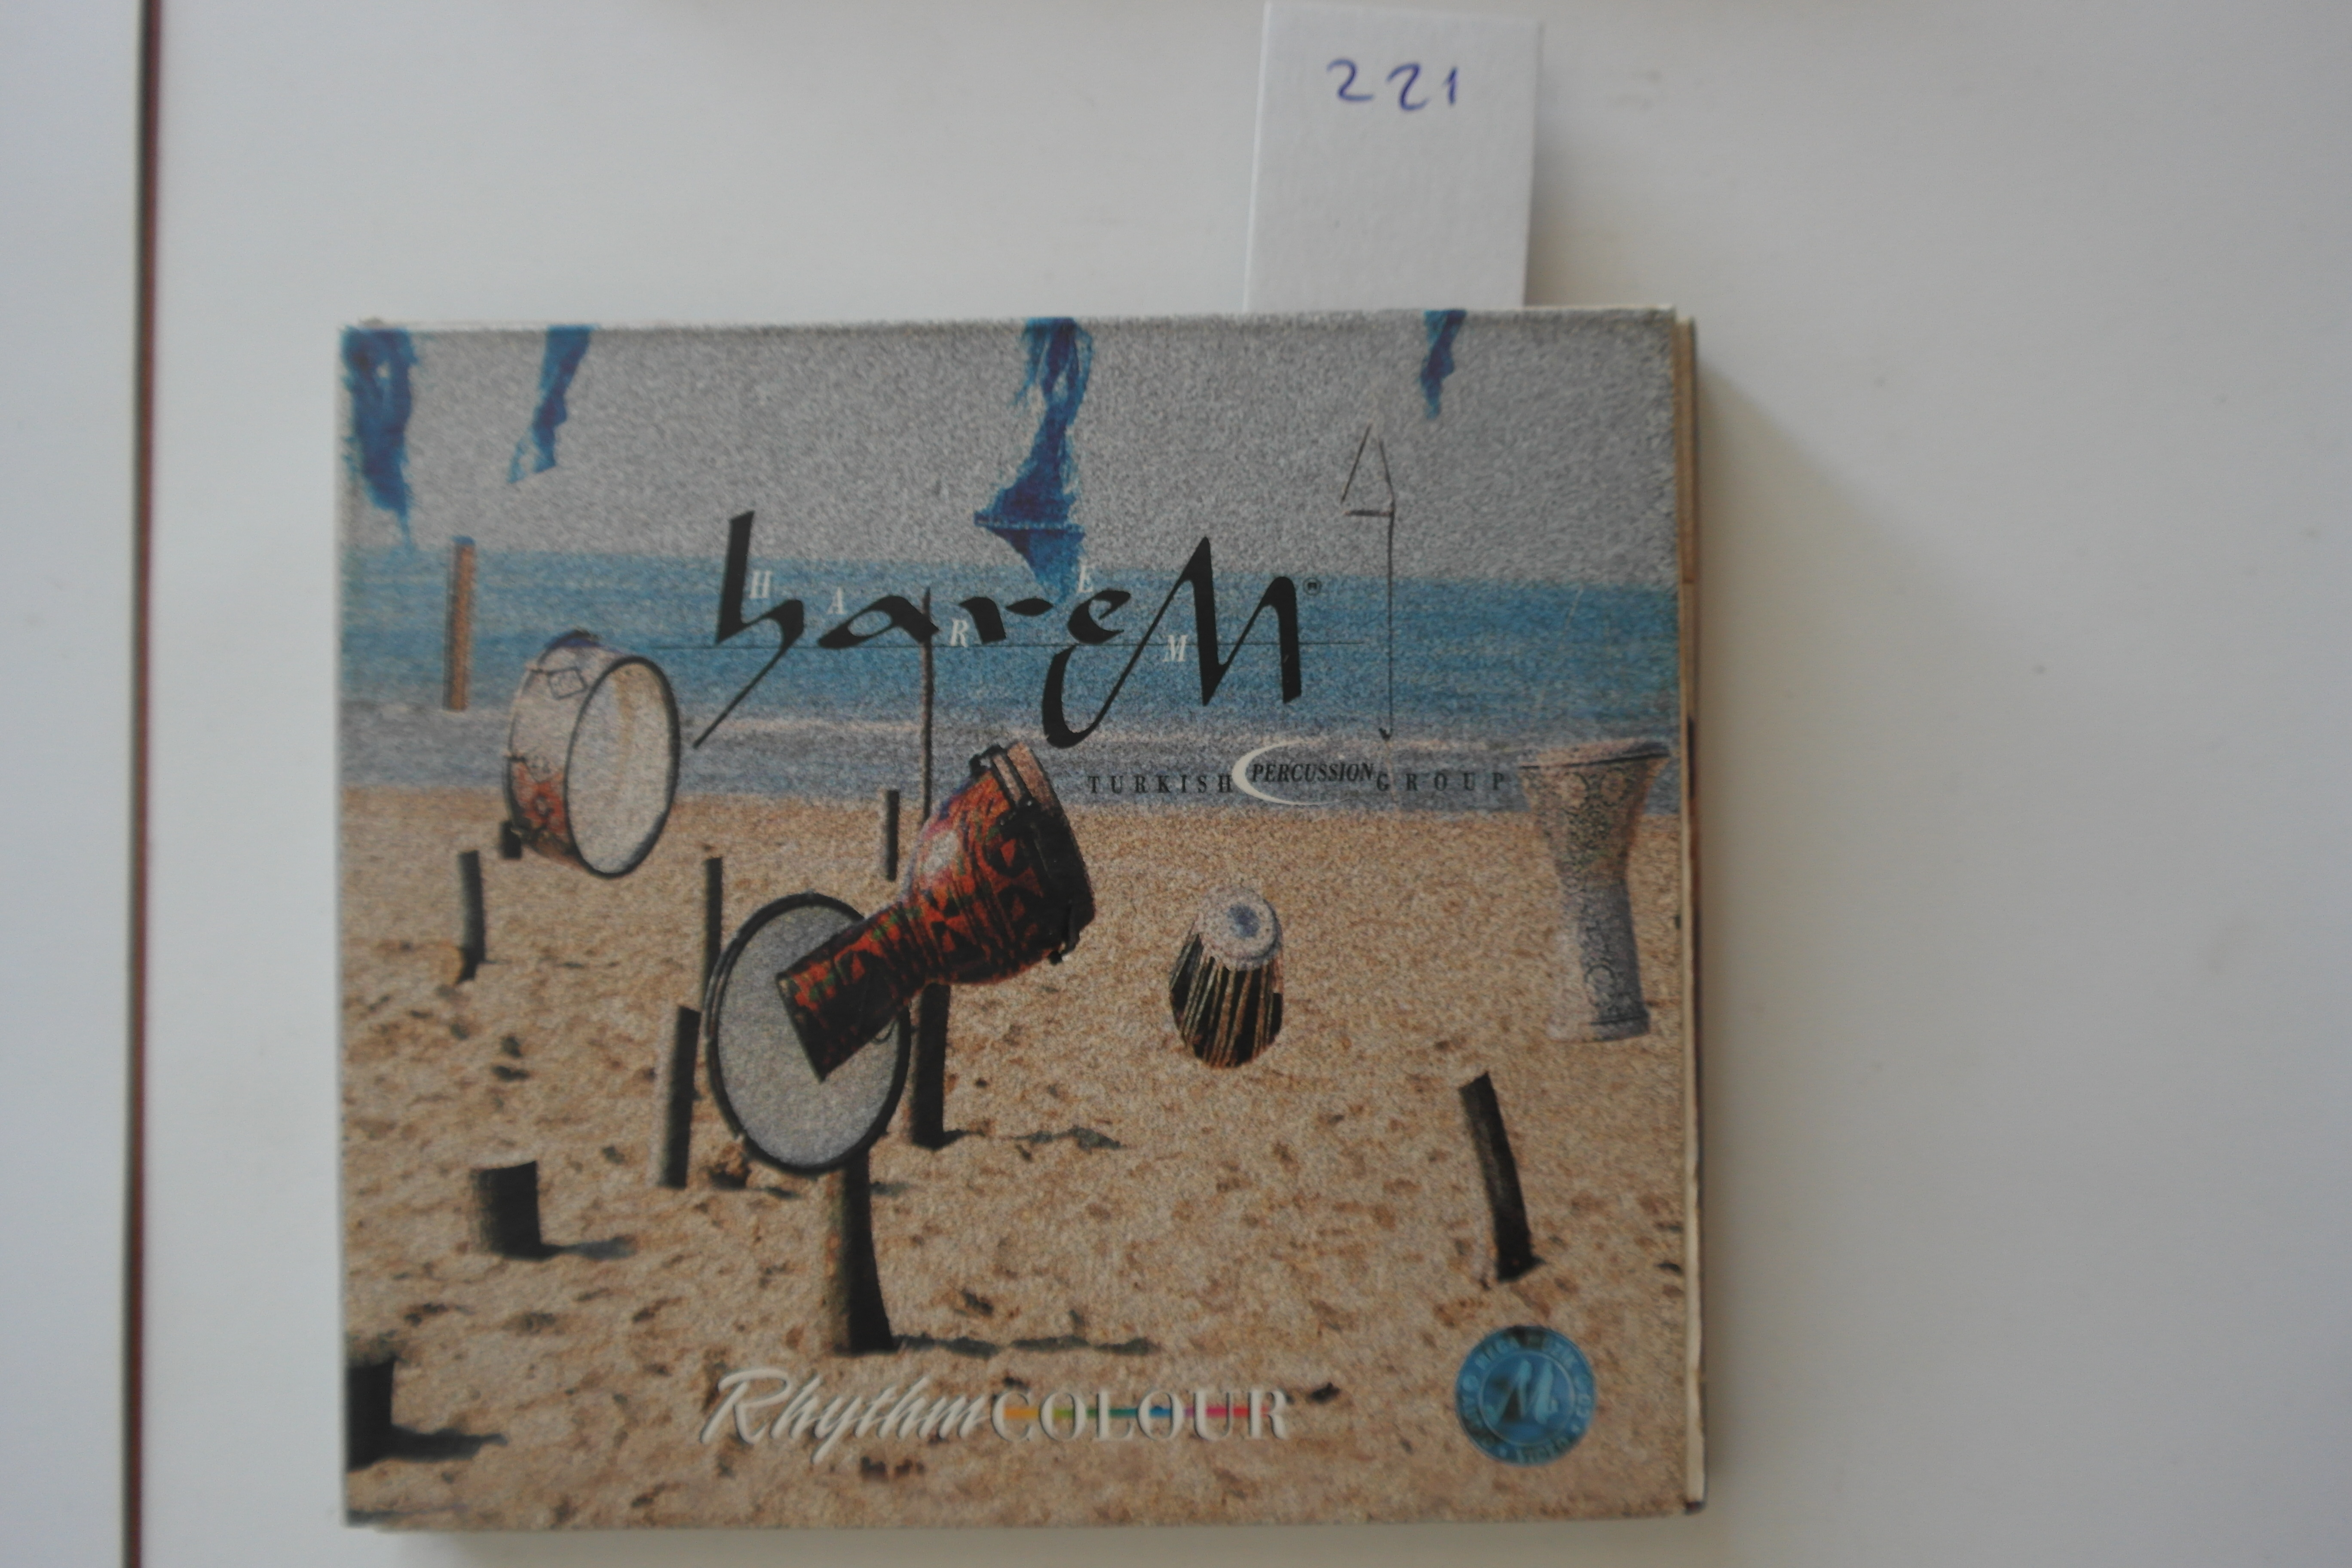 221
harem®
HAREM
TURKISH PERCUSSION GROUP
Rhythm COLOUR
M